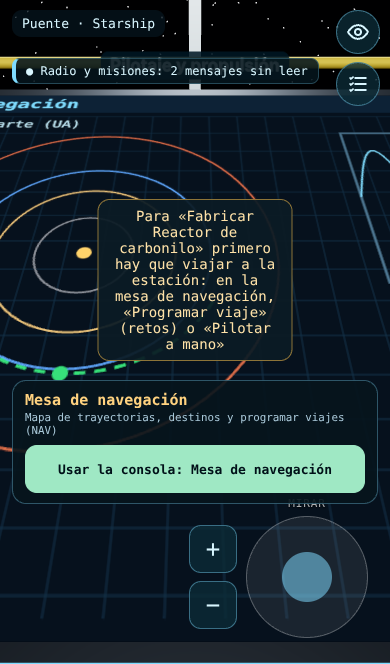 Puente · Starship
● Radio y misiones: 2 mensajes sin leer
egación
arte (UA)
Para «Fabricar
Reactor de
carbonilo» primero
hay que viajar a la
estación: en la
mesa de navegación,
«Programar viaje»
(retos) o «Pilotar
a mano»
Mesa de navegación
Mapa de trayectorias, destinos y programar viajes
(NAV)
Usar la consola: Mesa de navegación
MIRAR
+
−